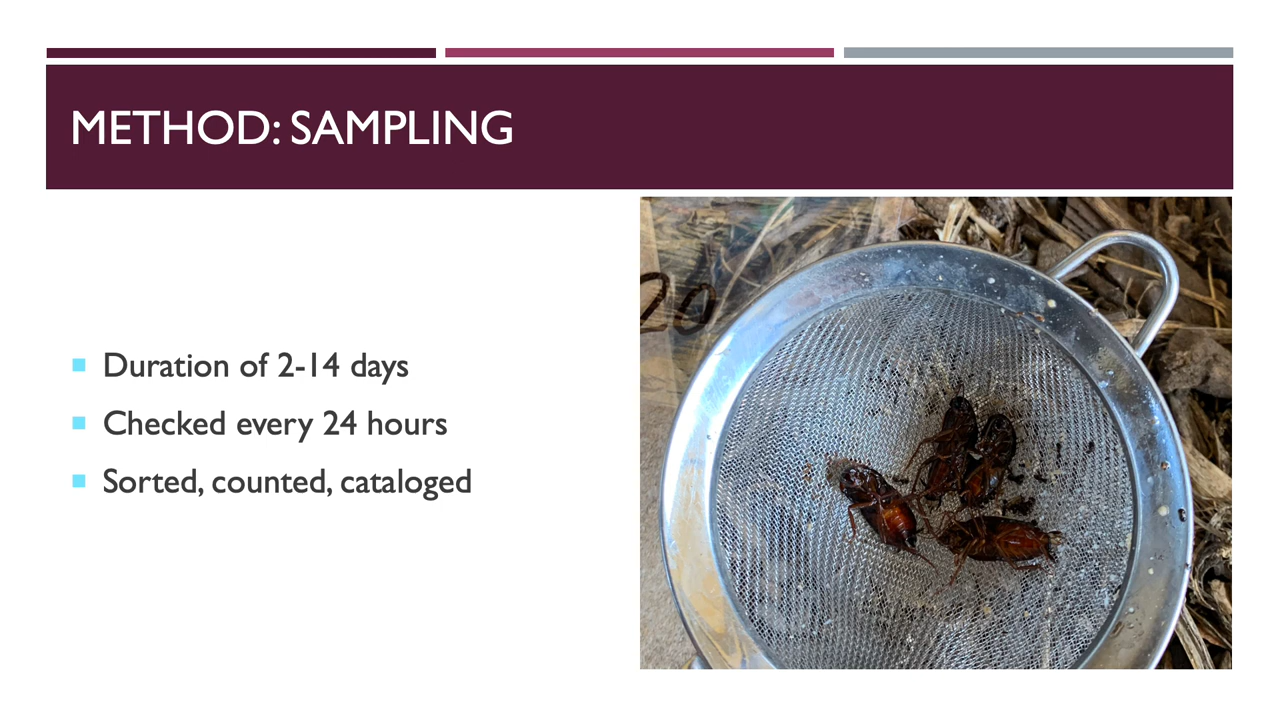 METHOD: SAMPLING
Duration of 2-14 days
Checked every 24 hours
Sorted, counted, cataloged